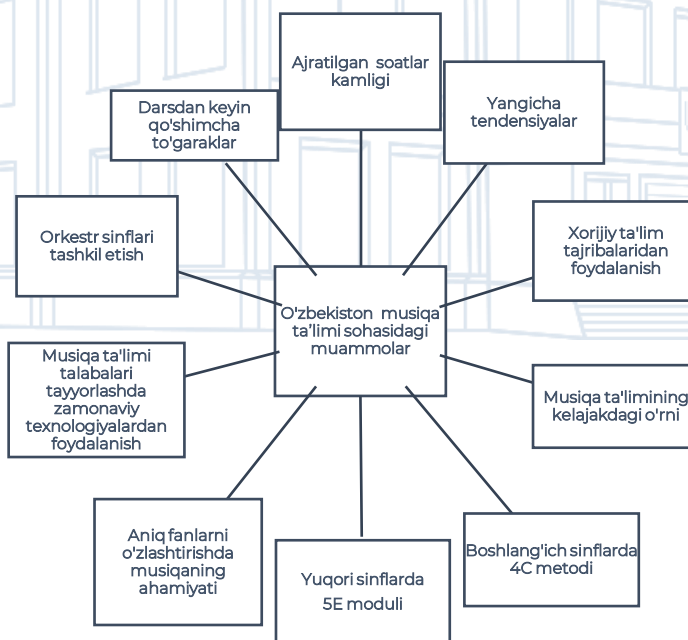 Ajratilgan soatlar
kamligi
Yangicha
tendensiyalar
Darsdan keyin
qo'shimcha
to'garaklar
Orkestr sinflari
tashkil etish
Xorijiy ta'lim
tajribalaridan
foydalanish
O'zbekiston musiqa
ta'limi sohasidagi
muammolar
Musiqa ta'limi
talabalari
tayyorlashda
zamonaviy
texnologiyalardan
foydalanish
Musiqa ta'limining
kelajakdagi o'rni
Aniq fanlarni
o'zlashtirishda
musiqaning
ahamiyati
Yuqori sinflarda
5E moduli
Boshlang'ich sinflarda
4C metodi